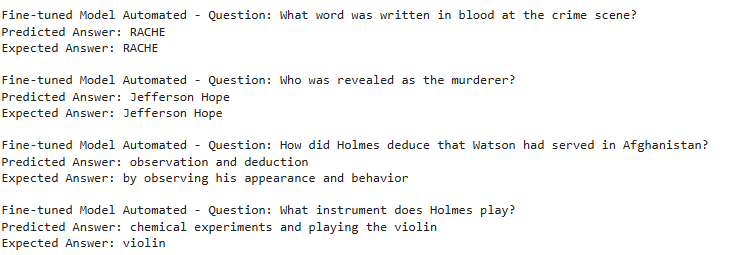 Fine-tuned Model Automated - Question: What word was written in blood at the crime scene?
Predicted Answer: RACHE
Expected Answer: RACHE
Fine-tuned Model Automated - Question: Who was revealed as the murderer?
Predicted Answer: Jefferson Hope
Expected Answer: Jefferson Hope
Fine-tuned Model Automated - Question: How did Holmes deduce that Watson had served in Afghanistan?
Predicted Answer: observation and deduction
Expected Answer: by observing his appearance and behavior
Fine-tuned Model Automated - Question: What instrument does Holmes play?
Predicted Answer: chemical experiments and playing the violin
Expected Answer: violin